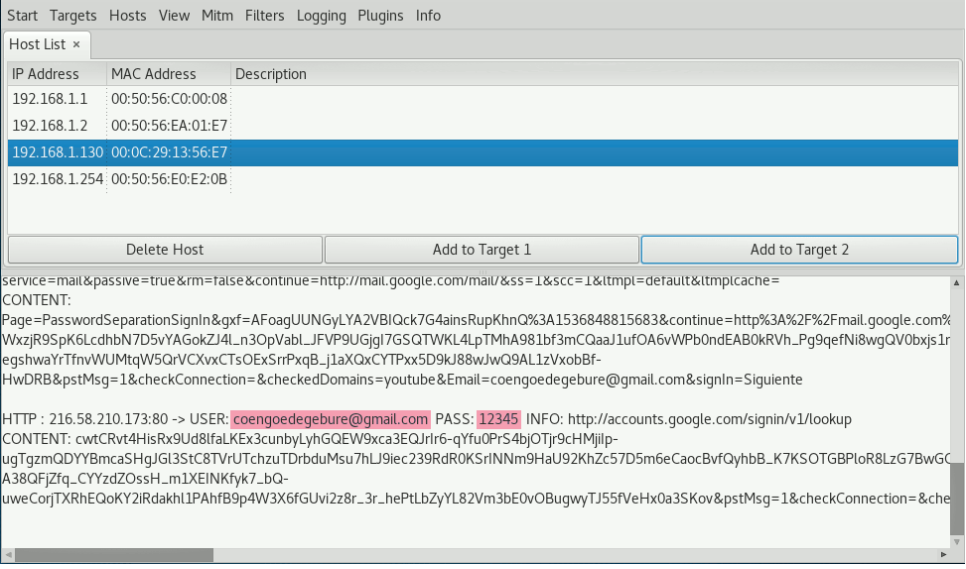 Start Targets Hosts View Mitm Filters Logging Plugins Info
Host List ×
IP Address MAC Address Description
192.168.1.1 00:50:56:C0:00:08
192.168.1.2 00:50:56:EA:01:E7
192.168.1.130 00:0C:29:13:56:E7
192.168.1.254 00:50:56:E0:E2:0B
Delete Host Add to Target 1 Add to Target 2
service=mail&passive=true&rm=false&continue=http://mail.google.com/mail/&ss=1&scc=1&ltmpl=default&ltmplcache=
CONTENT:
Page=PasswordSeparationSignIn&gxf=AFoagUUNGyLYA2VBIQck7G4ainsRupKhnQ%3A1536848815683&continue=http%3A%2F%2Fmail.google.com%
WxzjR9SpK6LcdhbN7D5vYAGokZJ4l_n3OpVabl_JFVP9UGjgI7GSQTWKL4LpTMhA981bf3mCQaaJ1ufOA6vWPb0ndEAB0kRVh_Pg9qefNi8wgQV0bxjs1r
egshwaYrTfnvWUMtqW5QrVCXvxCTsOExSrrPxqB_j1aXQxCYTPxx5D9kJ88wJwQ9AL1zVxobBf-
HwDRB&pstMsg=1&checkConnection=&checkedDomains=youtube&Email=coengoedegebure@gmail.com&signIn=Siguiente
HTTP : 216.58.210.173:80 -> USER: coengoedegebure@gmail.com PASS: 12345 INFO: http://accounts.google.com/signin/v1/lookup
CONTENT: cwtCRvt4HisRx9Ud8lfaLKEx3cunbyLyhGQEW9xca3EQJrIr6-qYfu0PrS4bjOTjr9cHMjiIp-
ugTgzmQDYYBmcaSHgJGl3StC8TVrUTchzuTDrbduMsu7hLJ9iec239RdR0KSrINNm9HaU92KhZc57D5m6eCaocBvfQyhbB_K7KSOTGBPloR8LzG7BwGC
A38QFjZfq_CYYzdZOssH_m1XEINKfyk7_bQ-
uweCorjTXRhEQoKY2iRdakhl1PAhfB9p4W3X6fGUvi2z8r_3r_hePtLbZyYL82Vm3bE0vOBugwyTJ55fVeHx0a3SKov&pstMsg=1&checkConnection=&che